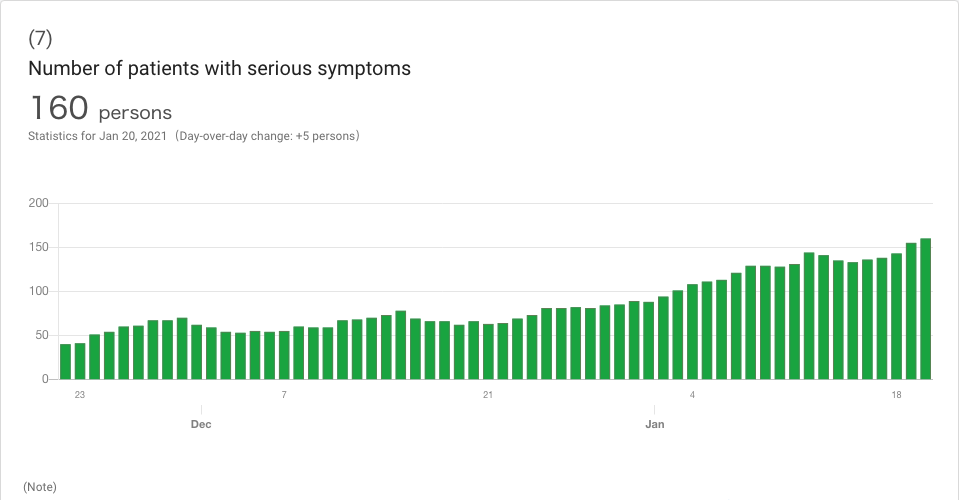 (7)
Number of patients with serious symptoms
160 persons
Statistics for Jan 20, 2021 (Day-over-day change: +5 persons)
200
150
100
50
0
23 7 21 4 18
Dec Jan
(Note)